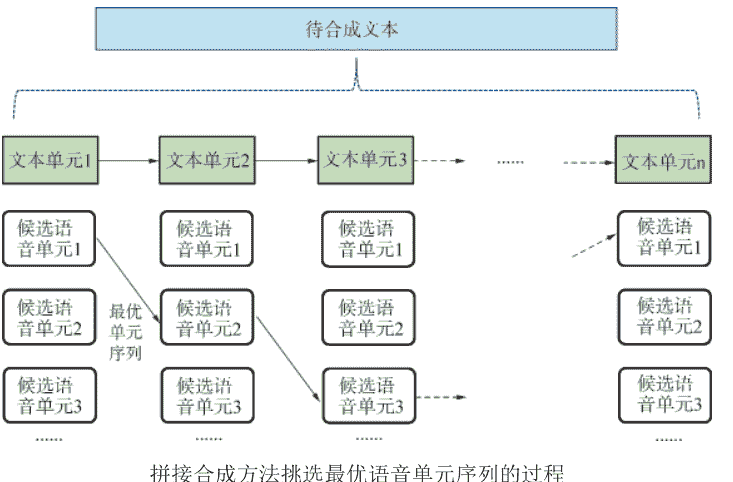 待合成文本
文本单元1
文本单元2
文本单元3
……
文本单元n
候选语
音单元1
候选语
音单元1
候选语
音单元1
候选语
音单元1
候选语
音单元2
最优
单元
序列
候选语
音单元2
候选语
音单元2
候选语
音单元2
候选语
音单元3
候选语
音单元3
候选语
音单元3
候选语
音单元3
……
……
……
……
拼接合成方法挑选最优语音单元序列的过程